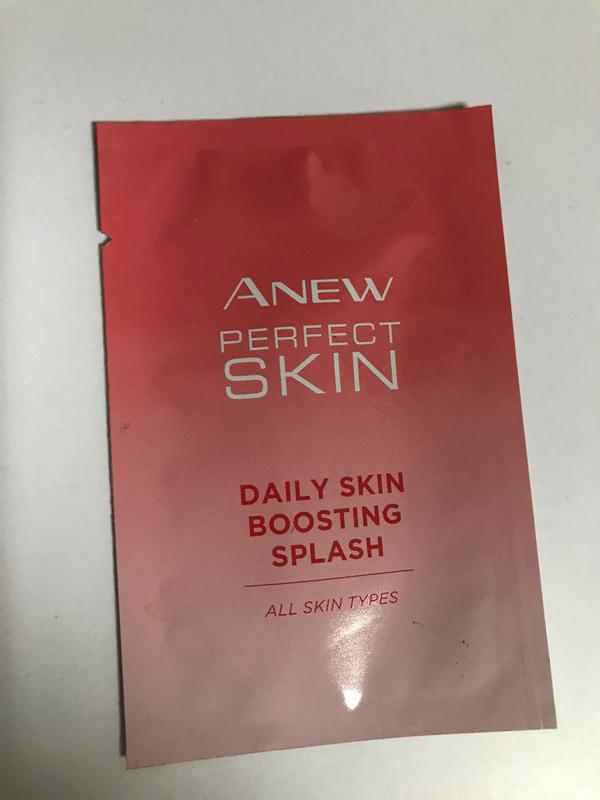 ANEW
PERFECT
SKIN
DAILY SKIN
BOOSTING
SPLASH
ALL SKIN TYPES